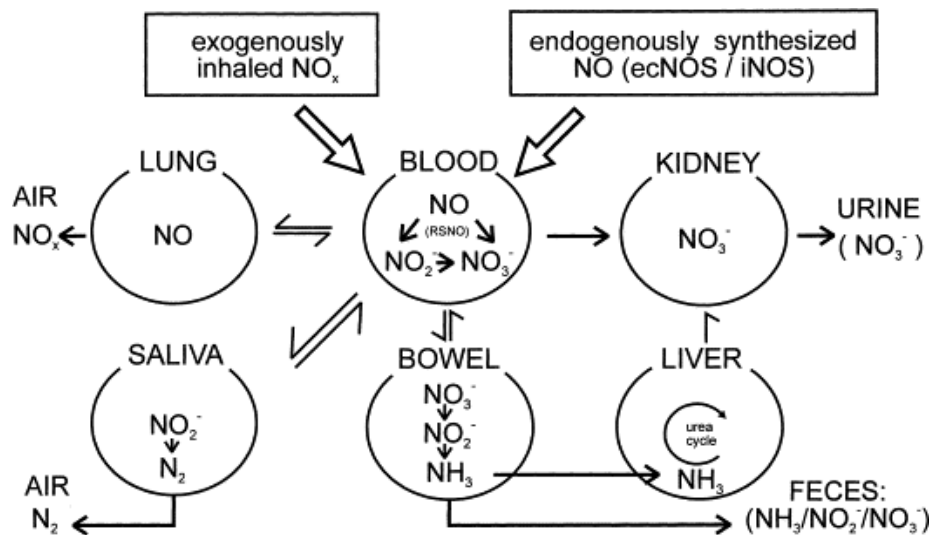 exogenously
inhaled NOₓ
endogenously synthesized
NO (ecNOS / iNOS)
LUNG
BLOOD
KIDNEY
AIR
NOₓ
NO
NO
(RSNO)
NO₂⁻
NO₃⁻
NO₃⁻
URINE
(NO₃⁻)
SALIVA
BOWEL
LIVER
NO₂⁻
N₂
NO₃⁻
NO₂⁻
NH₃
urea
cycle
NH₃
AIR
N₂
FECES:
(NH₃/NO₂⁻/NO₃⁻)